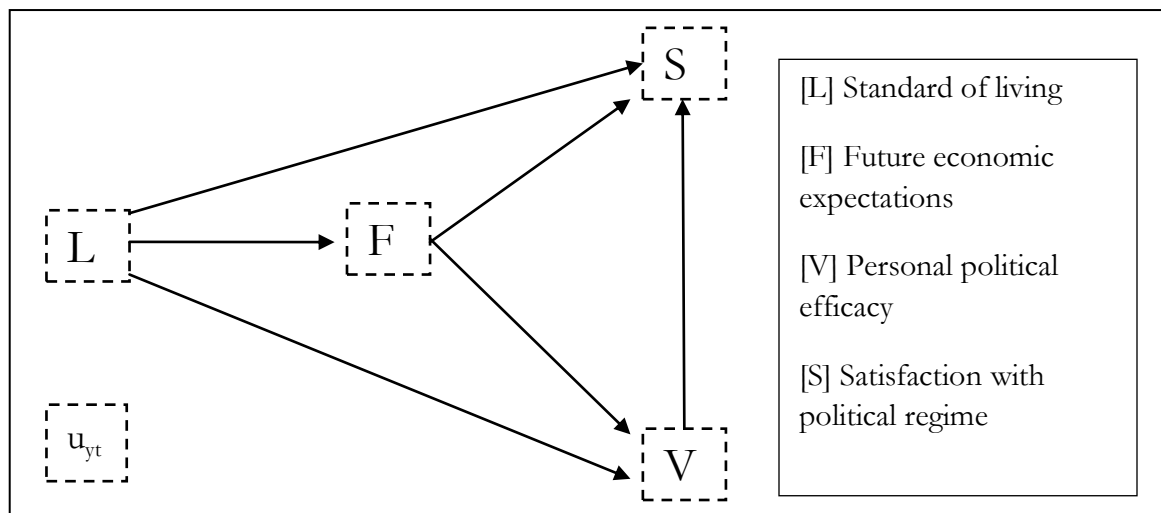 S
L
F
u_yt
V
[L] Standard of living
[F] Future economic
expectations
[V] Personal political
efficacy
[S] Satisfaction with
political regime